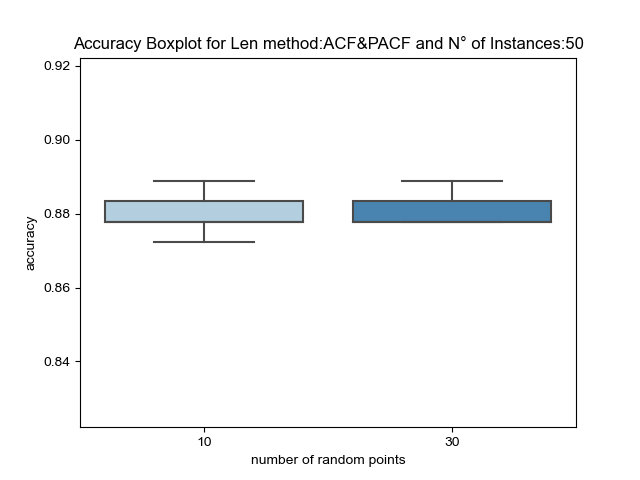 Accuracy Boxplot for Len method:ACF&PACF and N° of Instances:50
0.92
0.90
0.88
0.86
0.84
accuracy
10 30
number of random points